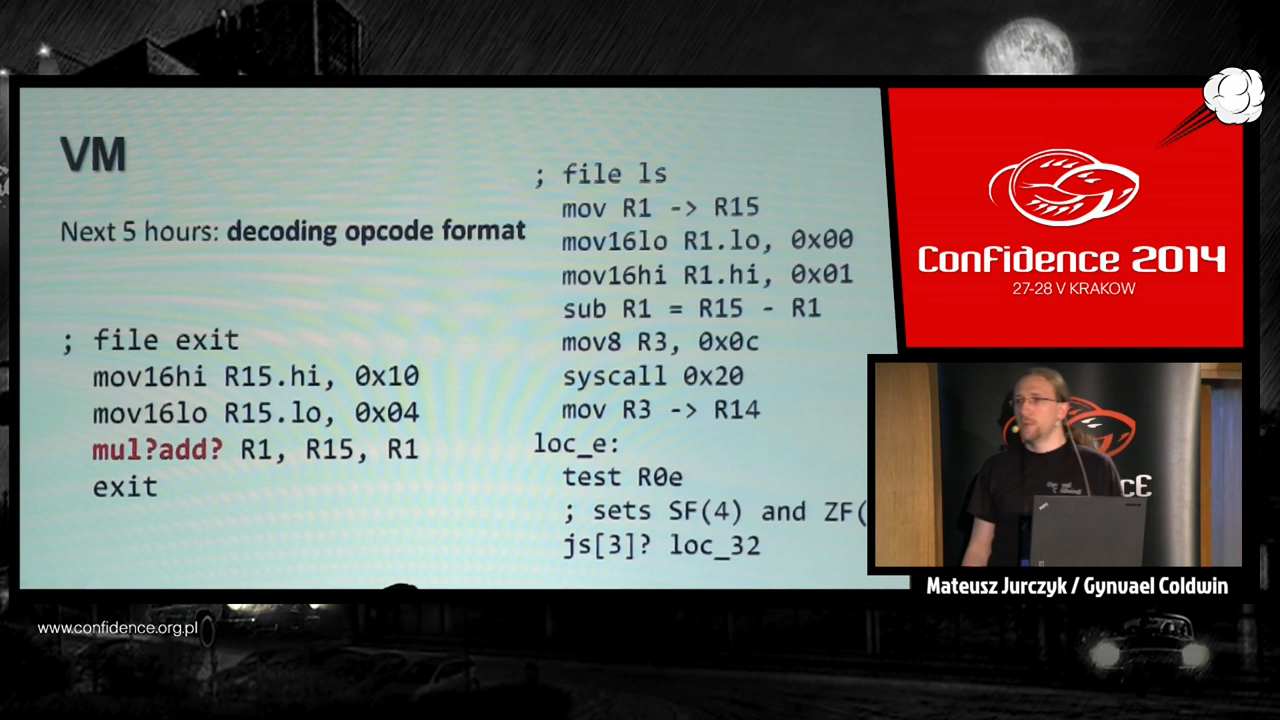 VM
Next 5 hours: decoding opcode format
; file exit
mov16hi R15.hi, 0x10
mov16lo R15.lo, 0x04
mul?add? R1, R15, R1
exit
; file ls
mov R1 -> R15
mov16lo R1.lo, 0x00
mov16hi R1.hi, 0x01
sub R1 = R15 - R1
mov8 R3, 0x0c
syscall 0x20
mov R3 -> R14
loc_e:
test R0e
; sets SF(4) and ZF(
js[3]? loc_32
Confidence 2014
27-28 V KRAKOW
CE
Mateusz Jurczyk / Gynvael Coldwin
www.confidence.org.pl